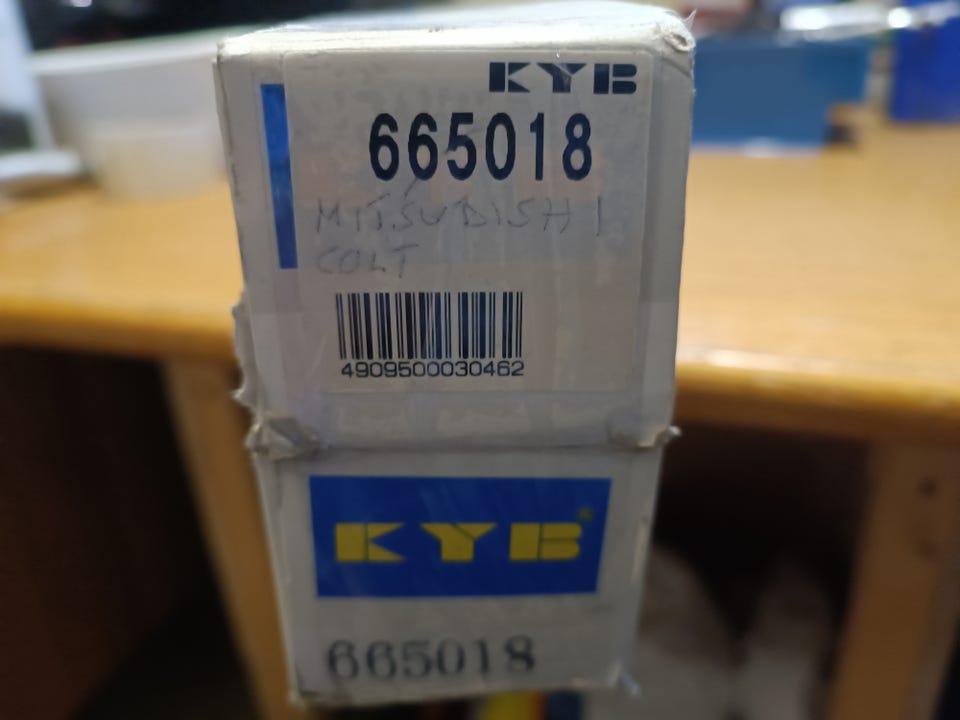 KYB
665018
MITSUBISHI
COLT
4909500030462
KYB®
665018